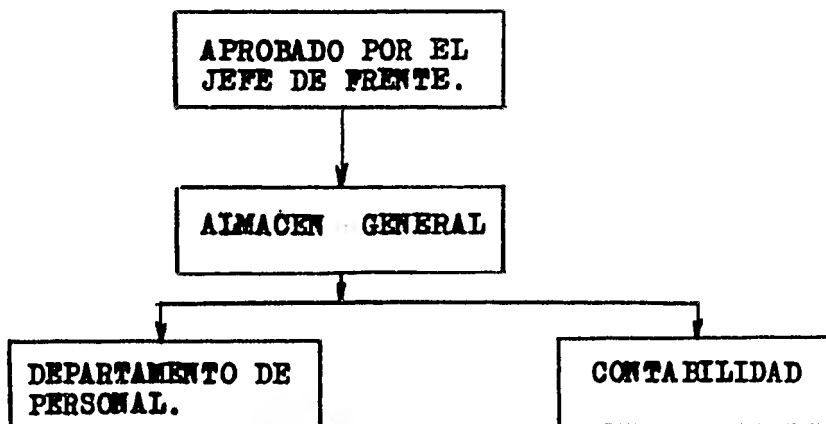 APROBADO POR EL
JEFE DE FRENTE.
ALMACEN GENERAL
DEPARTAMENTO DE
PERSONAL.
CONTABILIDAD